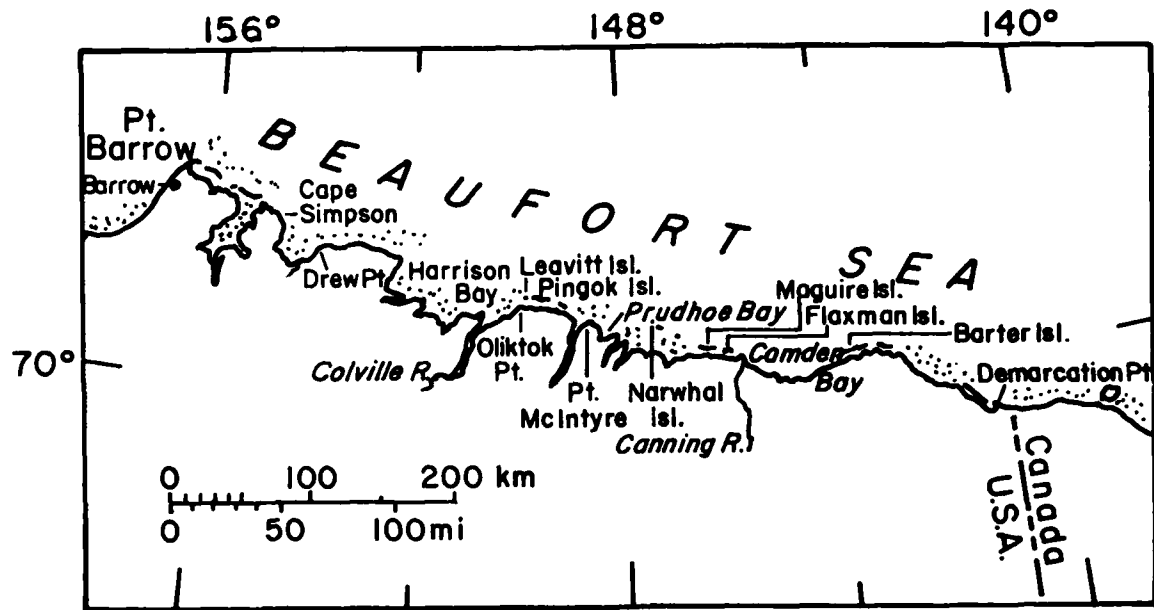 156° 148° 140°
BEAUFORT SEA
Pt.
Barrow
Barrow
Cape
Simpson
Drew Pt.
Harrison
Bay
Leavitt Isl.
Pingok Isl.
Prudhoe Bay
Maguire Isl.
Flaxman Isl.
Barter Isl.
70°
Colville R.
Oliktok
Pt.
Pt.
McIntyre
Narwhal
Isl.
Camden
Bay
Canning R.
Demarcation Pt.
Canada
U.S.A.
0 100 200 km
0 50 100 mi